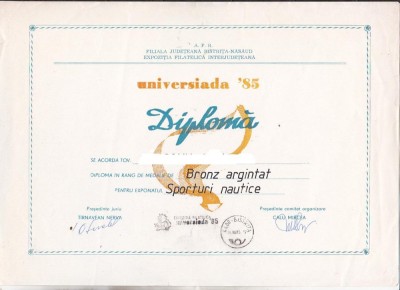 A.F.R.
FILIALA JUDEȚEANĂ BISTRIȚA-NĂSĂUD
EXPOZIȚIA FILATELICĂ INTERJUDEȚEANĂ
universiada '85
Diplomă
SE ACORDĂ TOV.
DIPLOMA ÎN RANG DE MEDALIE DE Bronz argintat
PENTRU EXPONATUL Sporturi nautice
Președinte juriu
Președinte comitet organizare
universiada '85